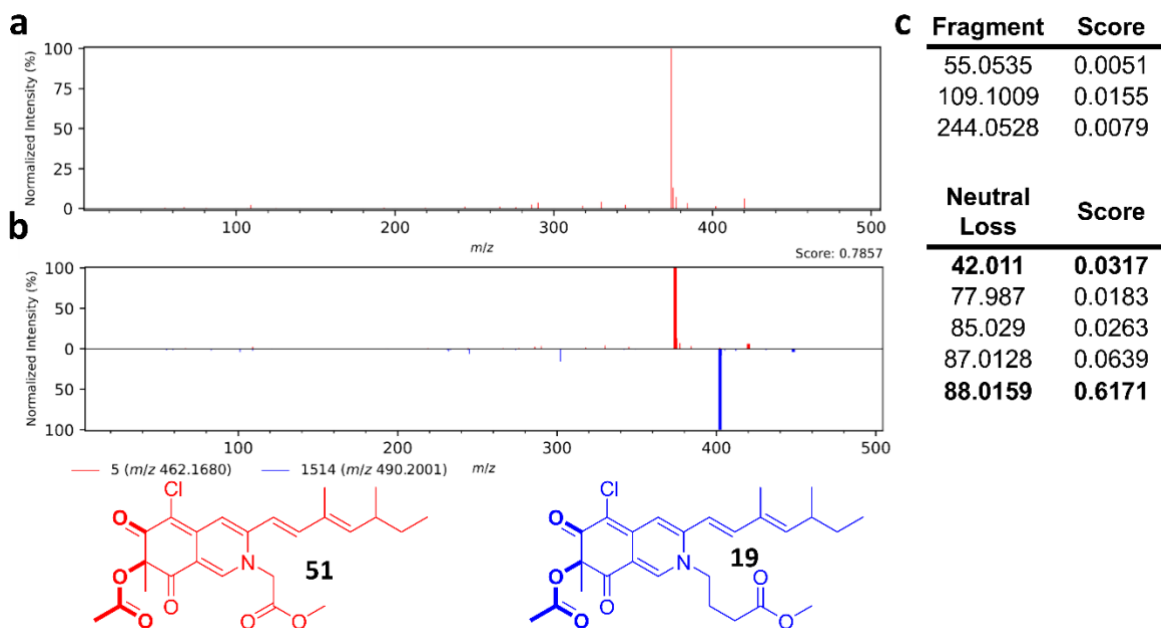 a
Normalized Intensity (%)
100
75
50
25
0
100
200
300
400
500
m/z
b
Score: 0.7857
Normalized Intensity (%)
100
50
0
50
100
100
200
300
400
500
5 (m/z 462.1680)
1514 (m/z 490.2001)
m/z
Cl
O
N
51
O
O
O
O
O
Cl
O
N
19
O
O
O
O
O
c
Fragment Score
55.0535 0.0051
109.1009 0.0155
244.0528 0.0079
Neutral
Loss Score
42.011 0.0317
77.987 0.0183
85.029 0.0263
87.0128 0.0639
88.0159 0.6171